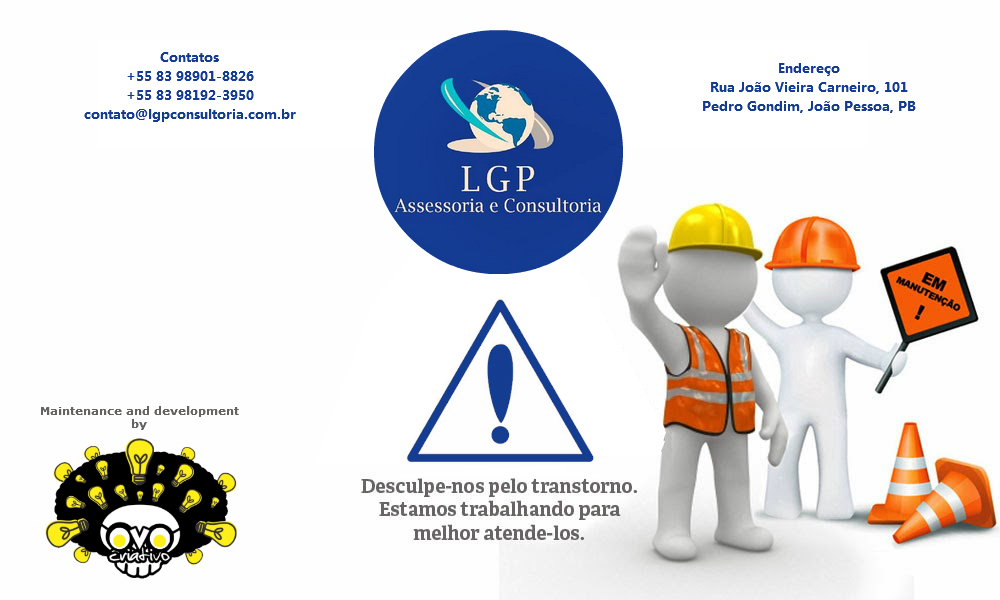 Contatos
+55 83 98901-8826
+55 83 98192-3950
contato@lgpconsultoria.com.br
LGP
Assessoria e Consultoria
Endereço
Rua João Vieira Carneiro, 101
Pedro Gondim, João Pessoa, PB
EM
MANUTENÇÃO
!
Desculpe-nos pelo transtorno.
Estamos trabalhando para
melhor atende-los.
Maintenance and development
by
ovo
criativo